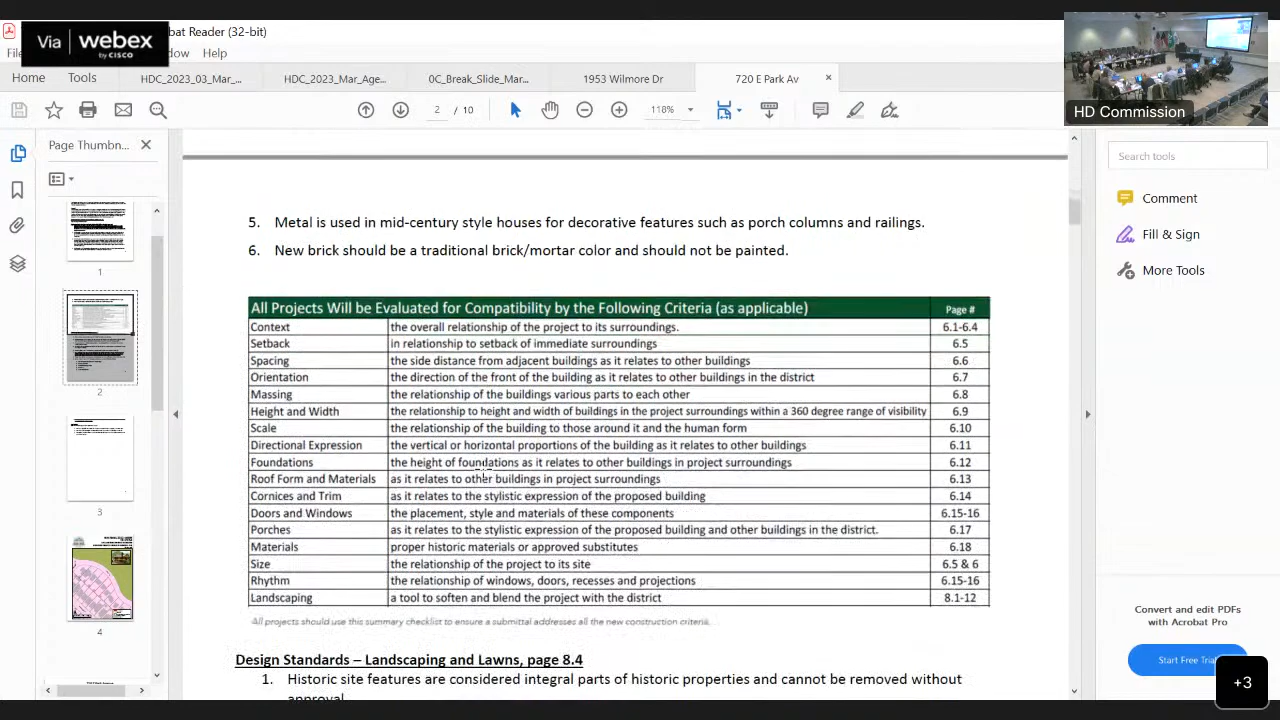 Via webex
by CISCO
bat Reader (32-bit)
Fil
dow Help
HD Commission
Home Tools HDC_2023_03_Mar_... HDC_2023_Mar_Age... 0C_Break_Slide_Mar... 1953 Wilmore Dr 720 E Park Av ×
2 / 10 118%
Page Thumbn...
1
2
3
4
5. Metal is used in mid-century style houses for decorative features such as porch columns and railings.
6. New brick should be a traditional brick/mortar color and should not be painted.
All Projects Will be Evaluated for Compatibility by the Following Criteria (as applicable) Page #
Context the overall relationship of the project to its surroundings. 6.1-6.4
Setback in relationship to setback of immediate surroundings 6.5
Spacing the side distance from adjacent buildings as it relates to other buildings 6.6
Orientation the direction of the front of the building as it relates to other buildings in the district 6.7
Massing the relationship of the buildings various parts to each other 6.8
Height and Width the relationship to height and width of buildings in the project surroundings within a 360 degree range of visibility 6.9
Scale the relationship of the building to those around it and the human form 6.10
Directional Expression the vertical or horizontal proportions of the building as it relates to other buildings 6.11
Foundations the height of foundations as it relates to other buildings in project surroundings 6.12
Roof Form and Materials as it relates to other buildings in project surroundings 6.13
Cornices and Trim as it relates to the stylistic expression of the proposed building 6.14
Doors and Windows the placement, style and materials of these components 6.15-16
Porches as it relates to the stylistic expression of the proposed building and other buildings in the district. 6.17
Materials proper historic materials or approved substitutes 6.18
Size the relationship of the project to its site 6.5 & 6
Rhythm the relationship of windows, doors, recesses and projections 6.15-16
Landscaping a tool to soften and blend the project with the district 8.1-12
All projects should use this summary checklist to ensure a submittal addresses all the new construction criteria.
Design Standards – Landscaping and Lawns, page 8.4
1. Historic site features are considered integral parts of historic properties and cannot be removed without
approval.
Search tools
Comment
Fill & Sign
More Tools
Convert and edit PDFs
with Acrobat Pro
Start Free Trial
+3